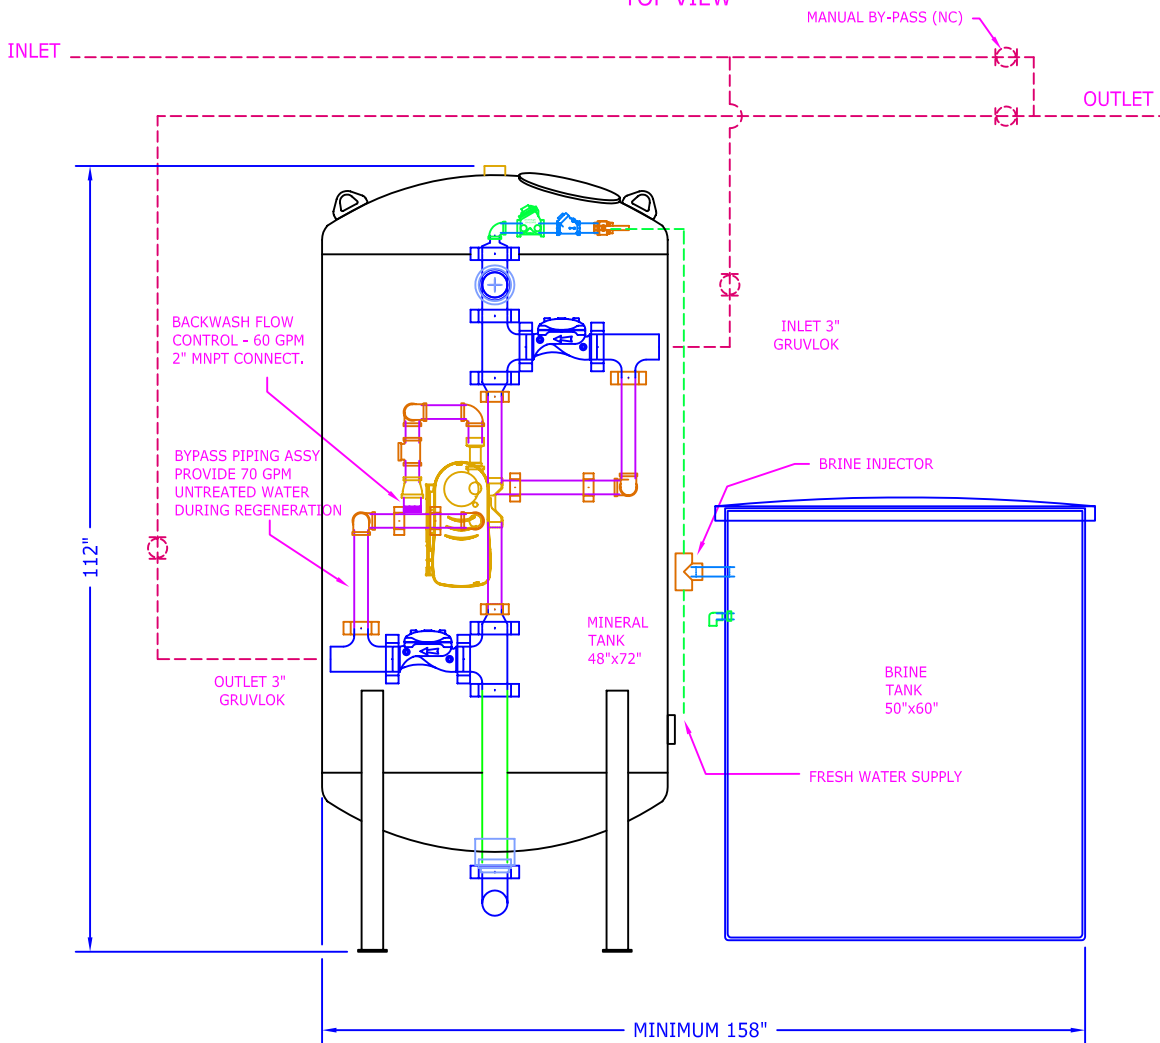 TOP VIEW
MANUAL BY-PASS (NC)
INLET
OUTLET
BACKWASH FLOW
CONTROL - 60 GPM
2" MNPT CONNECT.
INLET 3"
GRUVLOK
BYPASS PIPING ASSY
PROVIDE 70 GPM
UNTREATED WATER
DURING REGENERATION
BRINE INJECTOR
112"
MINERAL
TANK
48"x72"
OUTLET 3"
GRUVLOK
BRINE
TANK
50"x60"
FRESH WATER SUPPLY
MINIMUM 158"